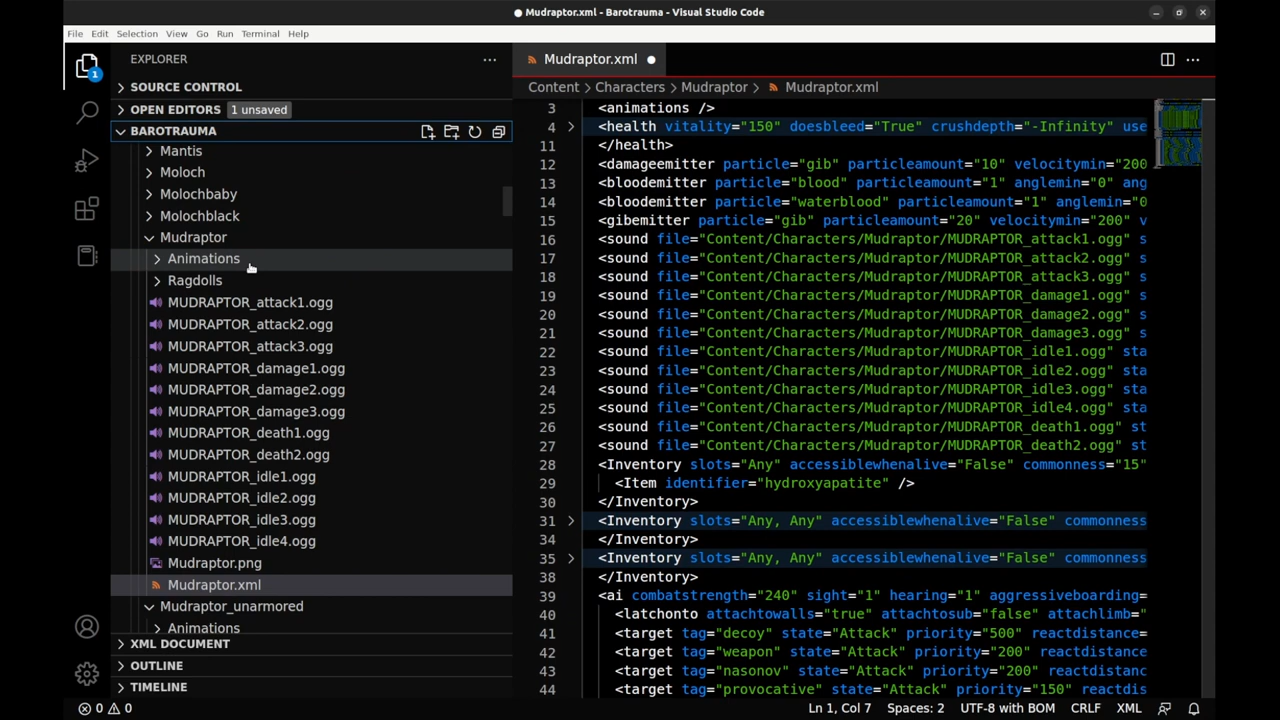 Mudraptor.xml - Barotrauma - Visual Studio Code
File Edit Selection View Go Run Terminal Help
EXPLORER
1
SOURCE CONTROL
OPEN EDITORS 1 unsaved
BAROTRAUMA
Mantis
Moloch
Molochbaby
Molochblack
Mudraptor
Animations
Ragdolls
MUDRAPTOR_attack1.ogg
MUDRAPTOR_attack2.ogg
MUDRAPTOR_attack3.ogg
MUDRAPTOR_damage1.ogg
MUDRAPTOR_damage2.ogg
MUDRAPTOR_damage3.ogg
MUDRAPTOR_death1.ogg
MUDRAPTOR_death2.ogg
MUDRAPTOR_idle1.ogg
MUDRAPTOR_idle2.ogg
MUDRAPTOR_idle3.ogg
MUDRAPTOR_idle4.ogg
Mudraptor.png
Mudraptor.xml
Mudraptor_unarmored
Animations
XML DOCUMENT
OUTLINE
TIMELINE
Mudraptor.xml
Content > Characters > Mudraptor > Mudraptor.xml
3 <animations />
4 <health vitality="150" doesbleed="True" crushdepth="-Infinity" use
11 </health>
12 <damageemitter particle="gib" particleamount="10" velocitymin="200
13 <bloodemitter particle="blood" particleamount="1" anglemin="0" ang
14 <bloodemitter particle="waterblood" particleamount="1" anglemin="0
15 <gibemitter particle="gib" particleamount="20" velocitymin="200" v
16 <sound file="Content/Characters/Mudraptor/MUDRAPTOR_attack1.ogg" s
17 <sound file="Content/Characters/Mudraptor/MUDRAPTOR_attack2.ogg" s
18 <sound file="Content/Characters/Mudraptor/MUDRAPTOR_attack3.ogg" s
19 <sound file="Content/Characters/Mudraptor/MUDRAPTOR_damage1.ogg" s
20 <sound file="Content/Characters/Mudraptor/MUDRAPTOR_damage2.ogg" s
21 <sound file="Content/Characters/Mudraptor/MUDRAPTOR_damage3.ogg" s
22 <sound file="Content/Characters/Mudraptor/MUDRAPTOR_idle1.ogg" sta
23 <sound file="Content/Characters/Mudraptor/MUDRAPTOR_idle2.ogg" sta
24 <sound file="Content/Characters/Mudraptor/MUDRAPTOR_idle3.ogg" sta
25 <sound file="Content/Characters/Mudraptor/MUDRAPTOR_idle4.ogg" sta
26 <sound file="Content/Characters/Mudraptor/MUDRAPTOR_death1.ogg" st
27 <sound file="Content/Characters/Mudraptor/MUDRAPTOR_death2.ogg" st
28 <Inventory slots="Any" accessiblewhenalive="False" commonness="15"
29 <Item identifier="hydroxyapatite" />
30 </Inventory>
31 <Inventory slots="Any, Any" accessiblewhenalive="False" commonness
34 </Inventory>
35 <Inventory slots="Any, Any" accessiblewhenalive="False" commonness
38 </Inventory>
39 <ai combatstrength="240" sight="1" hearing="1" aggressiveboarding=
40 <latchonto attachtowalls="true" attachtosub="false" attachlimb="
41 <target tag="decoy" state="Attack" priority="500" reactdistance=
42 <target tag="weapon" state="Attack" priority="200" reactdistance
43 <target tag="nasonov" state="Attack" priority="200" reactdistanc
44 <target tag="provocative" state="Attack" priority="150" reactdis
0 0 Ln 1, Col 7 Spaces: 2 UTF-8 with BOM CRLF XML